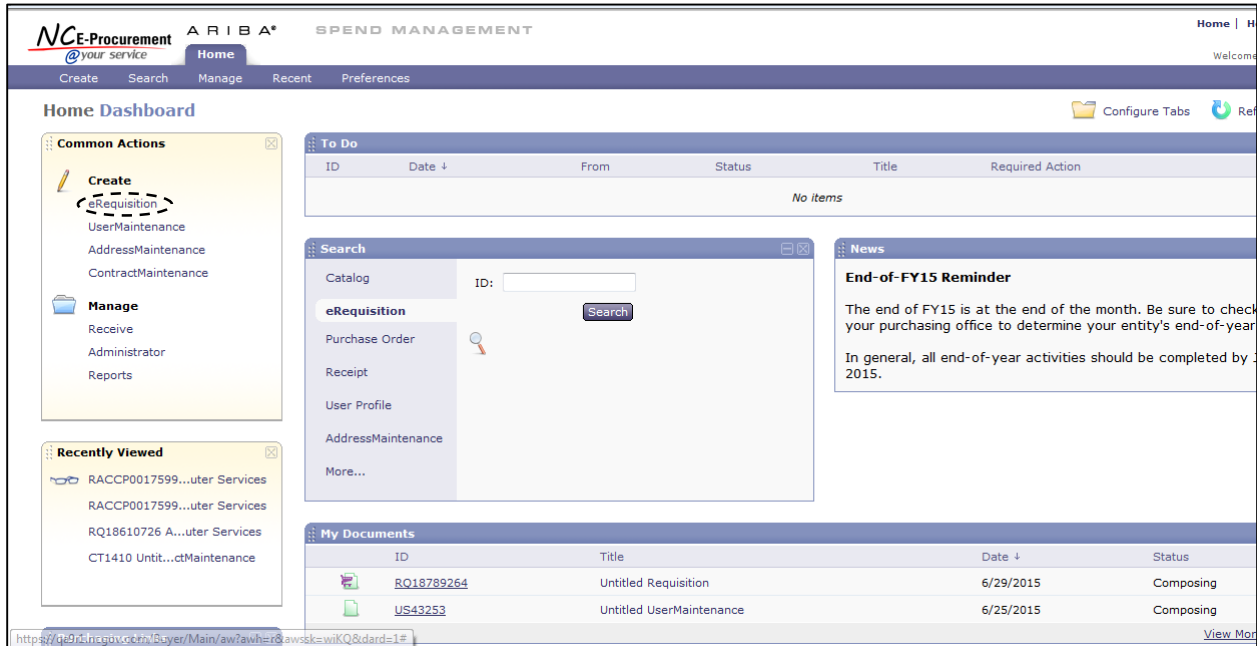 NC E-Procurement
@your service
A R I B A®
SPEND MANAGEMENT
Home
Home
Welcome
Create Search Manage Recent Preferences
Home Dashboard
Configure Tabs
Common Actions
Create
eRequisition
UserMaintenance
AddressMaintenance
ContractMaintenance
Manage
Receive
Administrator
Reports
To Do
ID Date ↓ From Status Title Required Action
No items
Search
Catalog
eRequisition
Purchase Order
Receipt
User Profile
AddressMaintenance
More...
ID:
Search
News
End-of-FY15 Reminder
The end of FY15 is at the end of the month. Be sure to check
your purchasing office to determine your entity's end-of-year
In general, all end-of-year activities should be completed by
2015.
Recently Viewed
RACCP0017599...uter Services
RACCP0017599...uter Services
RQ18610726 A...uter Services
CT1410 Untit...ctMaintenance
My Documents
ID Title Date ↓ Status
RQ18789264 Untitled Requisition 6/29/2015 Composing
US43253 Untitled UserMaintenance 6/25/2015 Composing
View